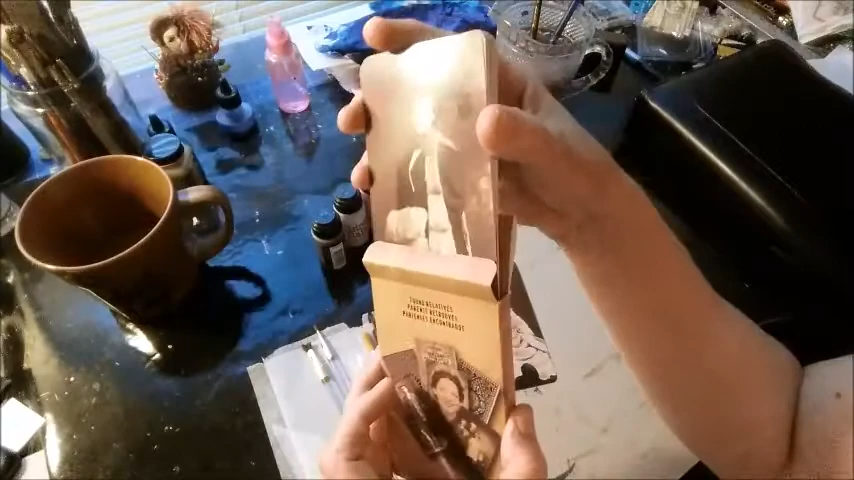 FOUND RELATIVES
PARENTS RETROUVÉS
PARIENTES ENCONTRADOS